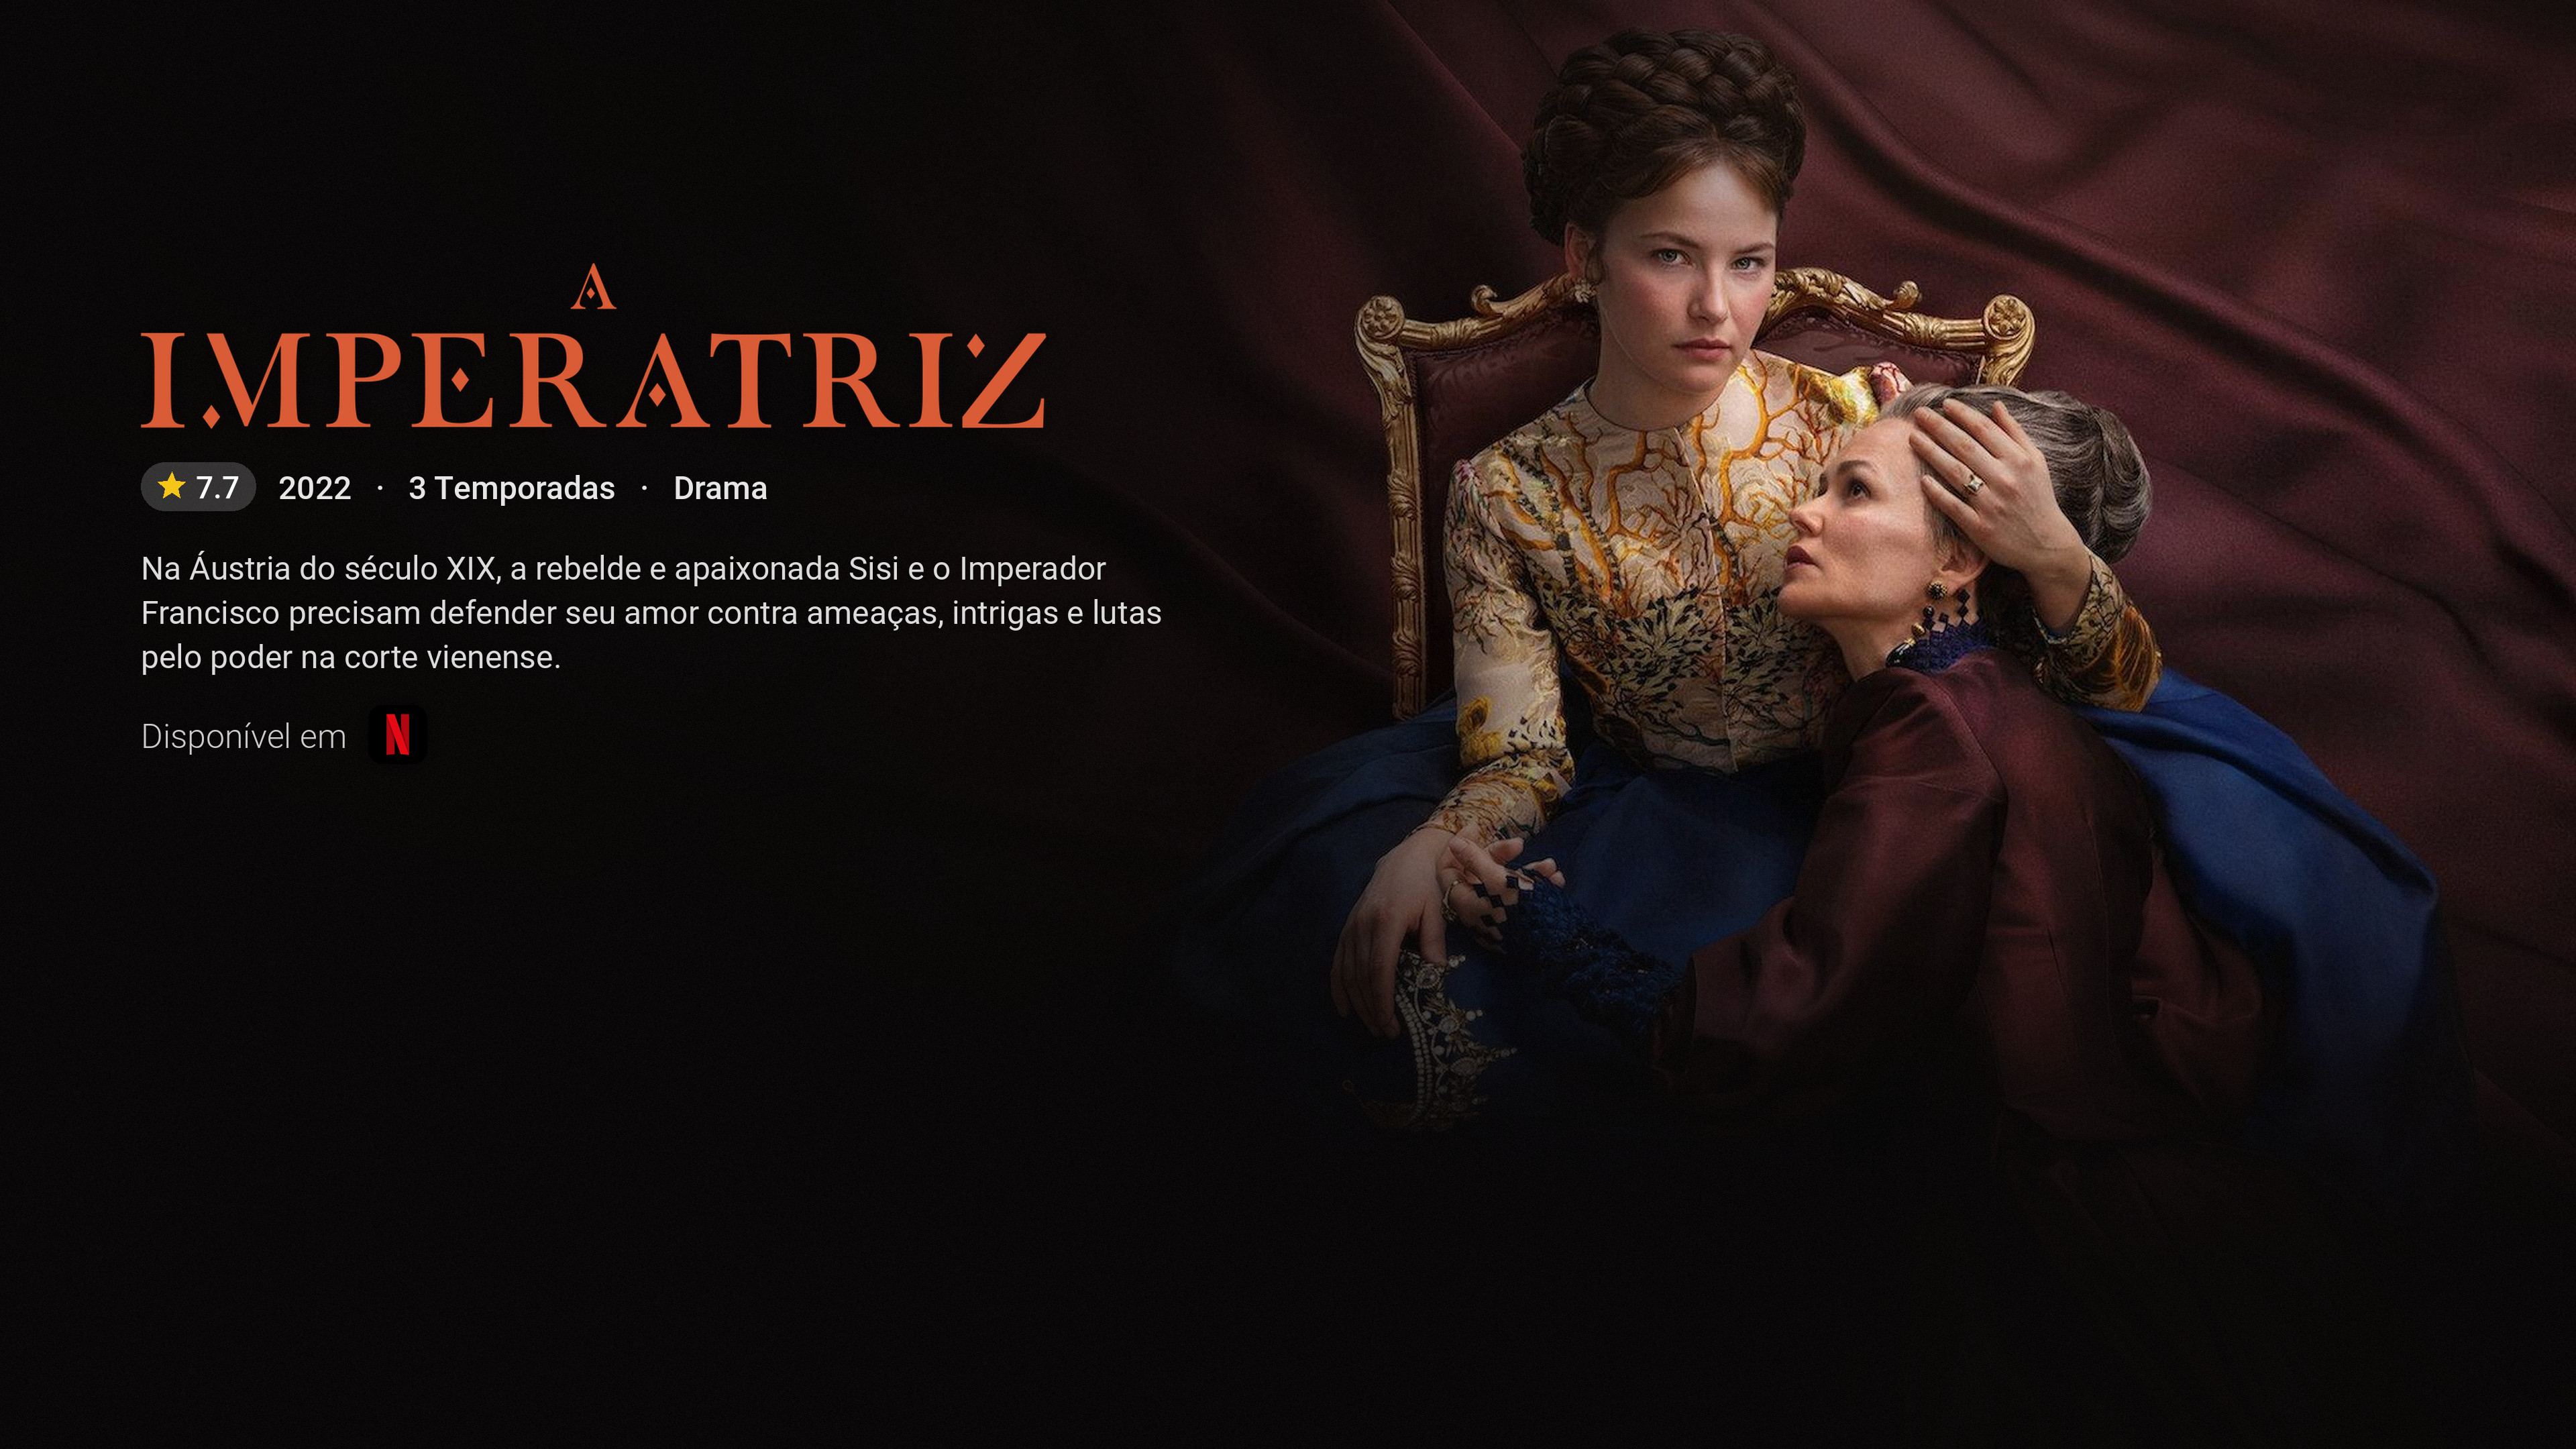 A
IMPERATRIZ
7.7 2022 · 3 Temporadas · Drama
Na Áustria do século XIX, a rebelde e apaixonada Sisi e o Imperador
Francisco precisam defender seu amor contra ameaças, intrigas e lutas
pelo poder na corte vienense.
Disponível em N